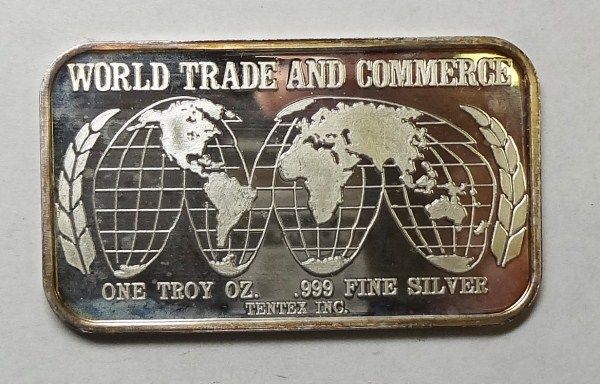 WORLD TRADE AND COMMERCE
ONE TROY OZ. .999 FINE SILVER
TENTEX INC.